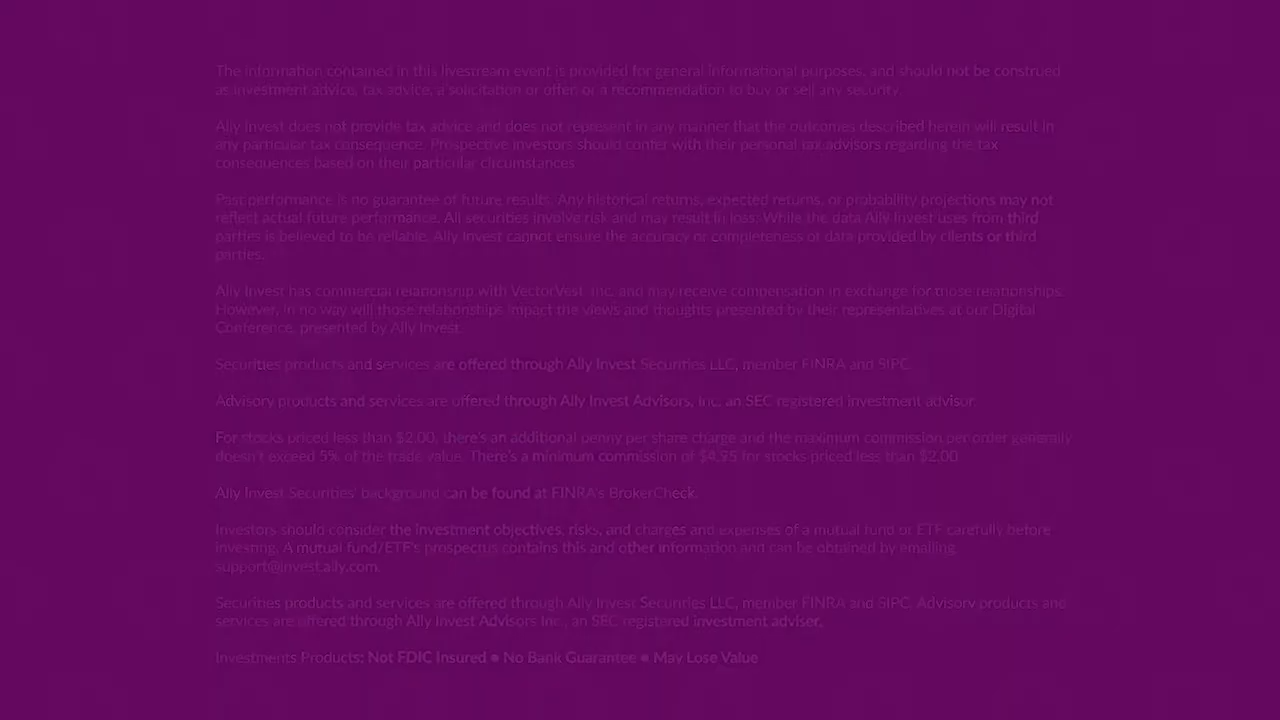 The information contained in this livestream event is provided for general informational purposes, and should not be construed
as investment advice, tax advice, a solicitation or offer, or a recommendation to buy or sell any security.
Ally Invest does not provide tax advice and does not represent in any manner that the outcomes described herein will result in
any particular tax consequence. Prospective investors should confer with their personal tax advisors regarding the tax
consequences based on their particular circumstances.
Past performance is no guarantee of future results. Any historical returns, expected returns, or probability projections may not
reflect actual future performance. All securities involve risk and may result in loss. While the data Ally Invest uses from third
parties is believed to be reliable, Ally Invest cannot ensure the accuracy or completeness of data provided by clients or third
parties.
Ally Invest has commercial relationship with VectorVest, Inc. and may receive compensation in exchange for those relationships.
However, in no way will those relationships impact the views and thoughts presented by their representatives at our Digital
Conference, presented by Ally Invest.
Securities products and services are offered through Ally Invest Securities LLC, member FINRA and SIPC.
Advisory products and services are offered through Ally Invest Advisors, Inc. an SEC registered investment advisor.
For stocks priced less than $2.00, there's an additional penny per share charge and the maximum commission per order generally
doesn't exceed 5% of the trade value. There's a minimum commission of $4.95 for stocks priced less than $2.00
Ally Invest Securities' background can be found at FINRA's BrokerCheck.
Investors should consider the investment objectives, risks, and charges and expenses of a mutual fund or ETF carefully before
investing. A mutual fund/ETF's prospectus contains this and other information and can be obtained by emailing
support@invest.ally.com.
Securities products and services are offered through Ally Invest Securities LLC, member FINRA and SIPC. Advisory products and
services are offered through Ally Invest Advisors Inc., an SEC registered investment adviser.
Investments Products: Not FDIC Insured ● No Bank Guarantee ● May Lose Value